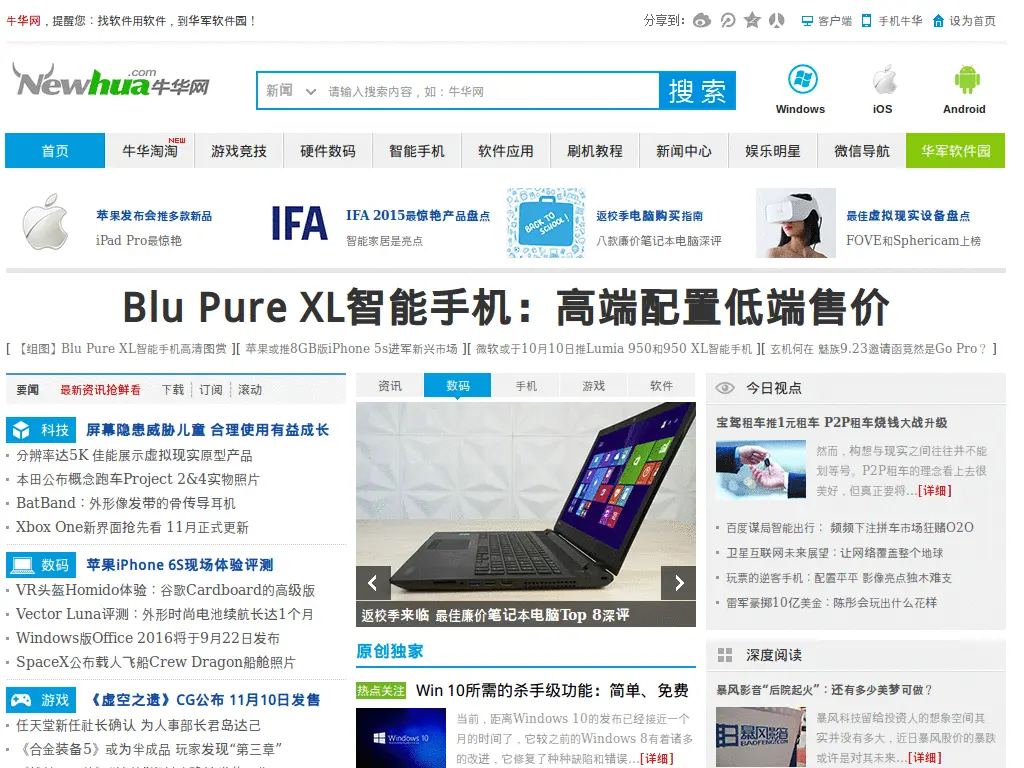 牛华网，提醒您：找软件用软件，到华军软件园！
分享到： 客户端 手机牛华 设为首页
Newhua.com牛华网
新闻 请输入搜索内容，如：牛华网 搜索
Windows iOS Android
首页 牛华淘淘 NEW 游戏竞技 硬件数码 智能手机 软件应用 刷机教程 新闻中心 娱乐明星 微信导航 华军软件园
苹果发布会推多款新品
iPad Pro最惊艳
IFA
IFA 2015最惊艳产品盘点
智能家居是亮点
BACK TO SCHOOL!
返校季电脑购买指南
八款廉价笔记本电脑深评
最佳虚拟现实设备盘点
FOVE和Sphericam上榜
Blu Pure XL智能手机：高端配置低端售价
[ 【组图】Blu Pure XL智能手机高清图赏 ][ 苹果或推8GB版iPhone 5s进军新兴市场 ][ 微软或于10月10日推Lumia 950和950 XL智能手机 ][ 玄机何在 魅族9.23邀请函竟然是Go Pro？ ]
要闻 最新资讯抢鲜看 下载 订阅 滚动
科技 屏幕隐患威胁儿童 合理使用有益成长
分辨率达5K 佳能展示虚拟现实原型产品
本田公布概念跑车Project 2&4实物照片
BatBand：外形像发带的骨传导耳机
Xbox One新界面抢先看 11月正式更新
数码 苹果iPhone 6S现场体验评测
VR头盔Homido体验：谷歌Cardboard的高级版
Vector Luna评测：外形时尚电池续航长达1个月
Windows版Office 2016将于9月22日发布
SpaceX公布载人飞船Crew Dragon船舱照片
游戏 《虚空之遗》CG公布 11月10日发售
任天堂新任社长确认 为人事部长君岛达己
《合金装备5》或为半成品 玩家发现“第三章”
资讯 数码 手机 游戏 软件
返校季来临 最佳廉价笔记本电脑Top 8深评
原创独家
热点关注 Win 10所需的杀手级功能：简单、免费
Windows 10
当前，距离Windows 10的发布已经接近一个
月的时间了，它较之前的Windows 8有着诸多
的改进，它修复了种种缺陷和错误...[详细]
今日视点
宝驾租车推1元租车 P2P租车烧钱大战升级
然而，构想与现实之间往往并不能
划等号。P2P租车的理念看上去很
美好，但真正要将...[详细]
百度谋局智能出行： 频频下注拼车市场狂赌O2O
卫星互联网未来展望：让网络覆盖整个地球
玩票的逆客手机：配置平平 影像亮点独木难支
雷军豪掷10亿美金：陈彤会玩出什么花样
深度阅读
暴风影音“后院起火”：还有多少美梦可做？
暴风影音
BAOFENG.COM
暴风科技留给投资人的想象空间其
实并没有多大，近日暴风股价的暴跌
或许是对其未来...[详细]